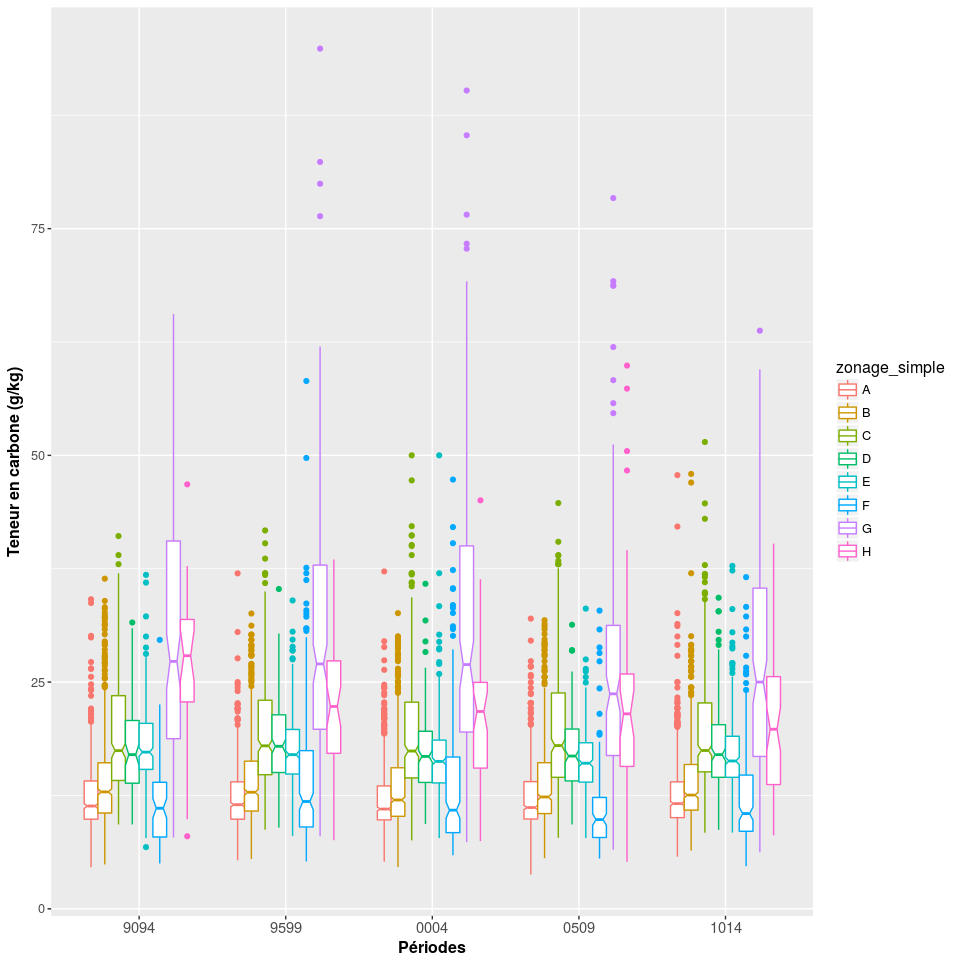 Teneur en carbone (g/kg)
75
50
25
0
9094
9599
0004
0509
1014
Périodes
zonage_simple
A
B
C
D
E
F
G
H